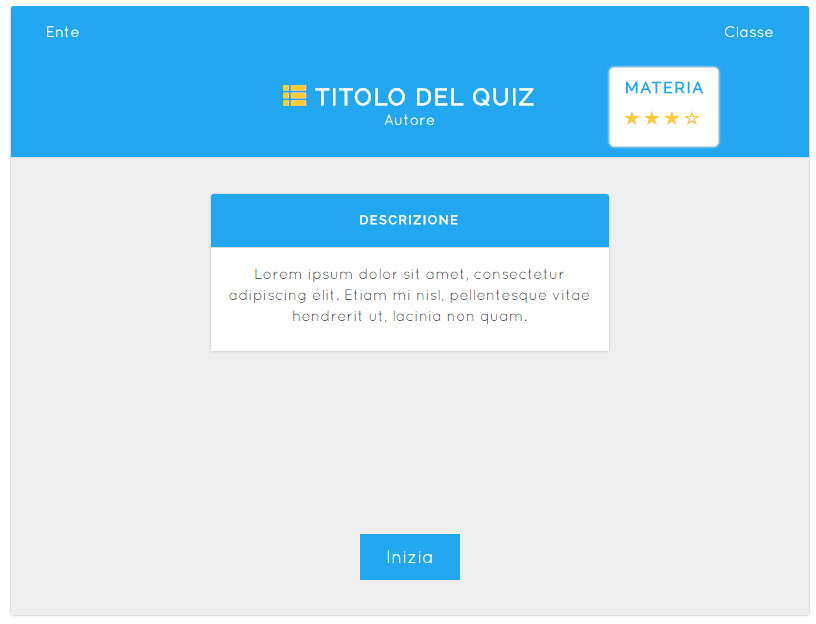 Ente
Classe
TITOLO DEL QUIZ
Autore
MATERIA
DESCRIZIONE
Lorem ipsum dolor sit amet, consectetur
adipiscing elit. Etiam mi nisl, pellentesque vitae
hendrerit ut, lacinia non quam.
Inizia